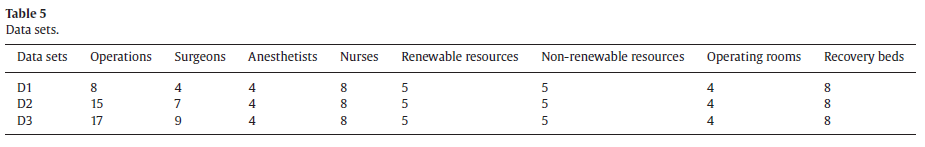 Table 5
Data sets.
Data sets Operations Surgeons Anesthetists Nurses Renewable resources Non-renewable resources Operating rooms Recovery beds
D1 8 4 4 8 5 5 4 8
D2 15 7 4 8 5 5 4 8
D3 17 9 4 8 5 5 4 8